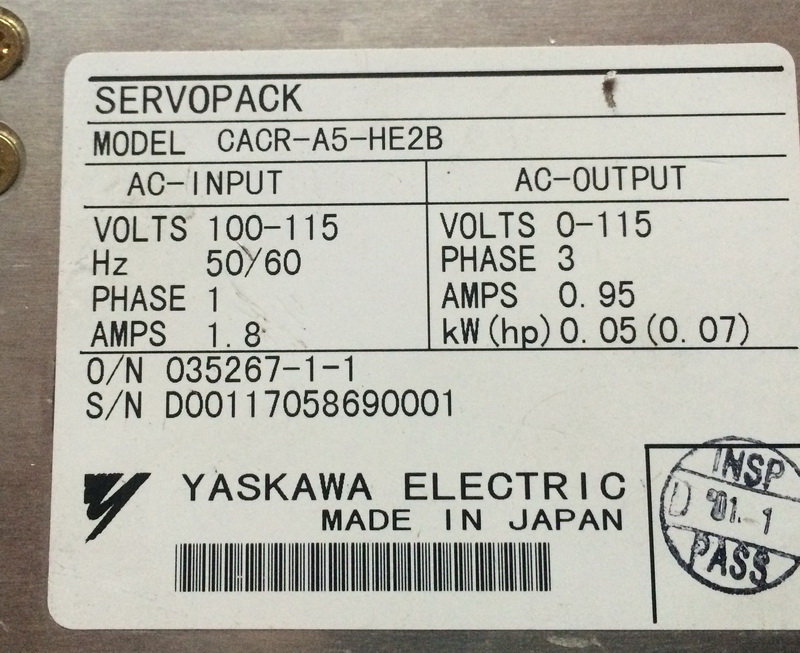 SERVOPACK
MODEL CACR-A5-HE2B
AC-INPUT AC-OUTPUT
VOLTS 100-115 VOLTS 0-115
Hz 50/60 PHASE 3
PHASE 1 AMPS 0.95
AMPS 1.8 kW(hp) 0.05(0.07)
O/N 035267-1-1
S/N D00117058690001
YASKAWA ELECTRIC
MADE IN JAPAN
INSP
D '01.-1
PASS